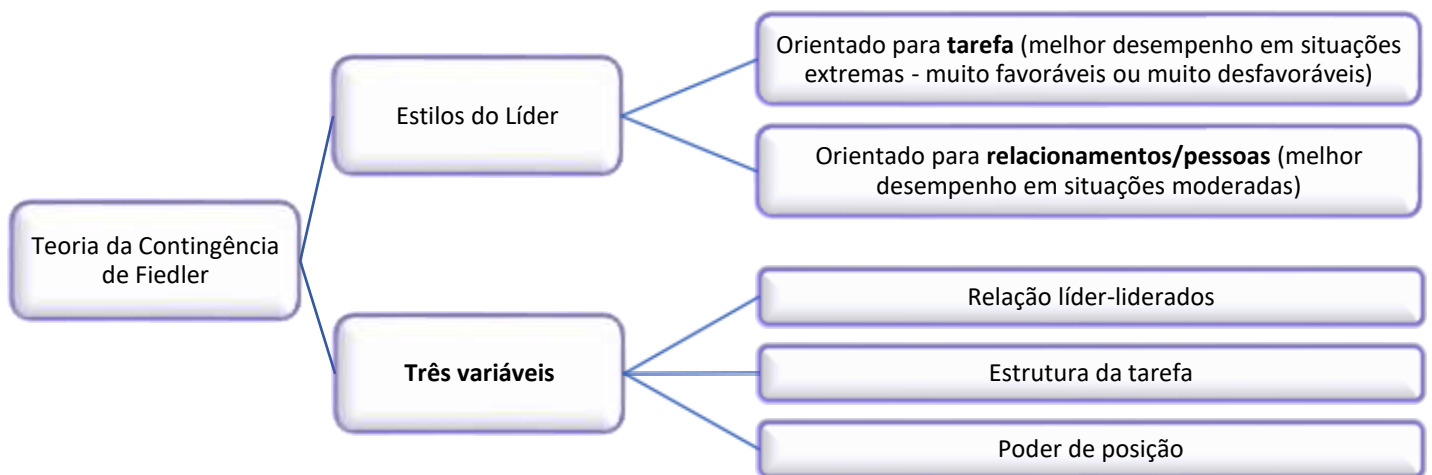 Teoria da Contingência
de Fiedler
Estilos do Líder
Orientado para tarefa (melhor desempenho em situações
extremas - muito favoráveis ou muito desfavoráveis)
Orientado para relacionamentos/pessoas (melhor
desempenho em situações moderadas)
Três variáveis
Relação líder-liderados
Estrutura da tarefa
Poder de posição